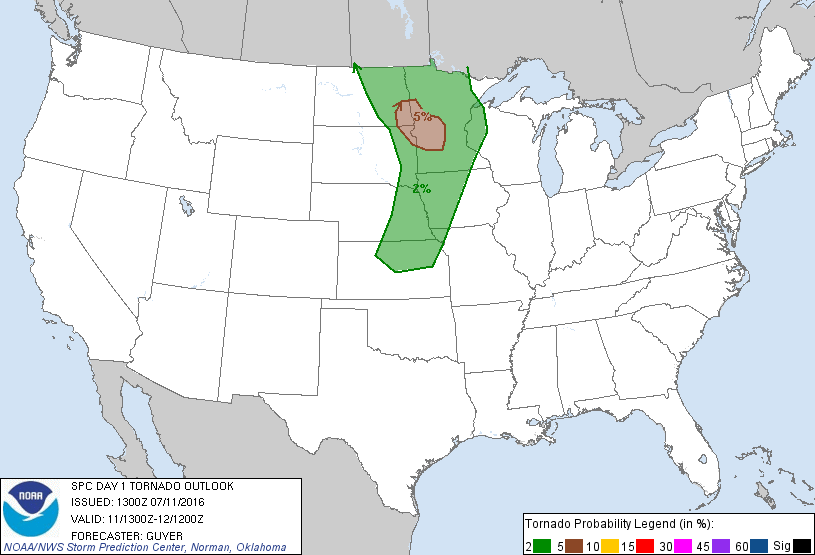 5%
2%
NOAA
SPC DAY 1 TORNADO OUTLOOK
ISSUED: 1300Z 07/11/2016
VALID: 11/1300Z-12/1200Z
FORECASTER: GUYER
NOAA/NWS Storm Prediction Center, Norman, Oklahoma
Tornado Probability Legend (in %):
2 5 10 15 30 45 60 Sig